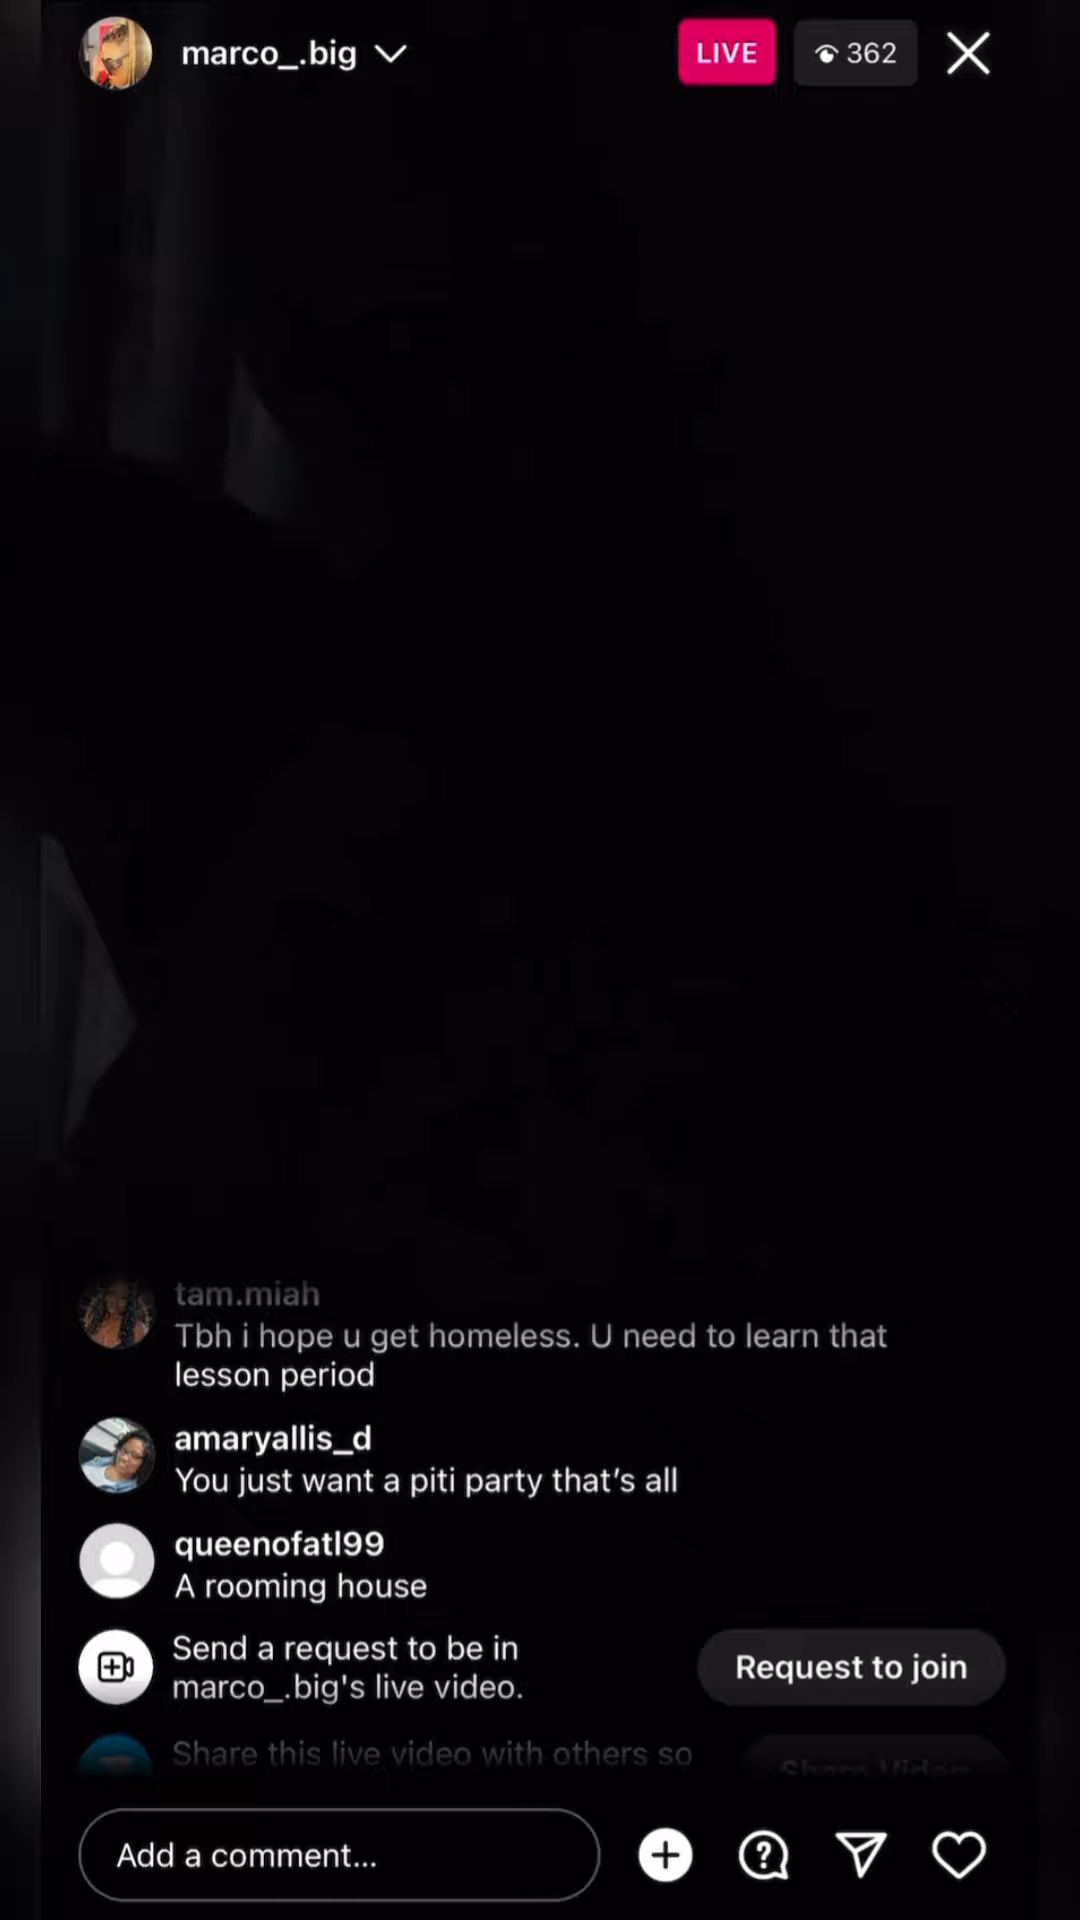 marco_.big
LIVE
362
tam.miah
Tbh i hope u get homeless. U need to learn that
lesson period
amaryallis_d
You just want a piti party that's all
queenofatl99
A rooming house
Send a request to be in
marco_.big's live video.
Request to join
Share this live video with others so
Share Video
Add a comment...